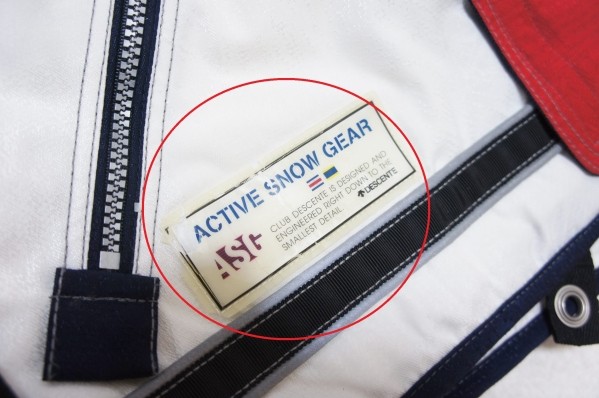 ACTIVE SNOW GEAR
ASG
CLUB DESCENTE IS DESIGNED AND
ENGINEERED RIGHT DOWN TO THE
SMALLEST DETAIL.
DESCENTE